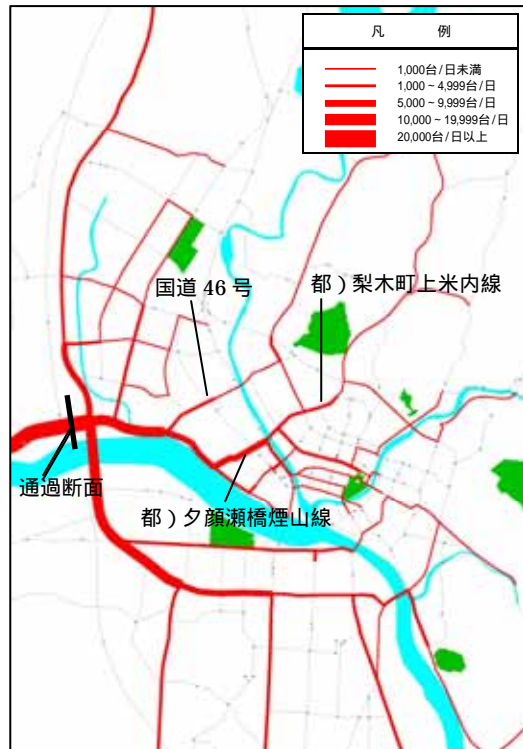 凡 例
1,000台/日未満
1,000~4,999台/日
5,000~9,999台/日
10,000~19,999台/日
20,000台/日以上
国道 46 号
都)梨木町上米内線
通過断面
都)夕顔瀬橋煙山線